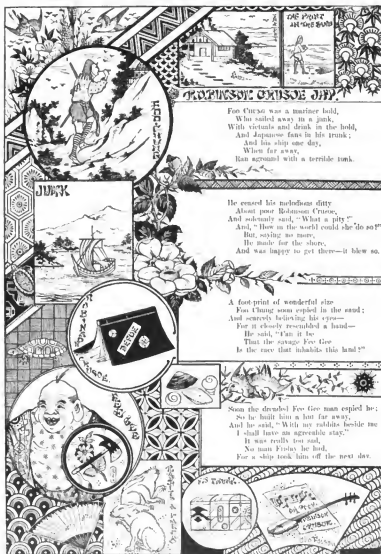 THE PRINT
IN THE SAND
ROBINSON CRUSOE JAP
FOO CHUNG
FOO CHUNG was a mariner bold,
Who sailed away in a junk,
With victuals and drink in the hold,
And Japanese fans in his trunk;
And his ship one day,
When far away,
Ran aground with a terrible tunk.
JUNK
He ceased his melodious ditty
About poor Robinson Crusoe,
And solemnly said, "What a pity!"
And, "How in the world could she do so!"
But, saying no more,
He made for the shore,
And was happy to get there—it blew so.
A foot-print of wonderful size
Foo Chung soon espied in the sand;
And scarcely believing his eyes—
For it closely resembled a hand—
He said, "Can it be
That the savage Fee Gee
Is the race that inhabits this land?"
Soon the dreaded Fee Gee man espied he;
So he built him a hut far away,
And he said, "With my rabbits beside me
I shall have an agreeable stay."
It was really too sad,
No man Friday he had,
For a ship took him off the next day.
CRUSOE